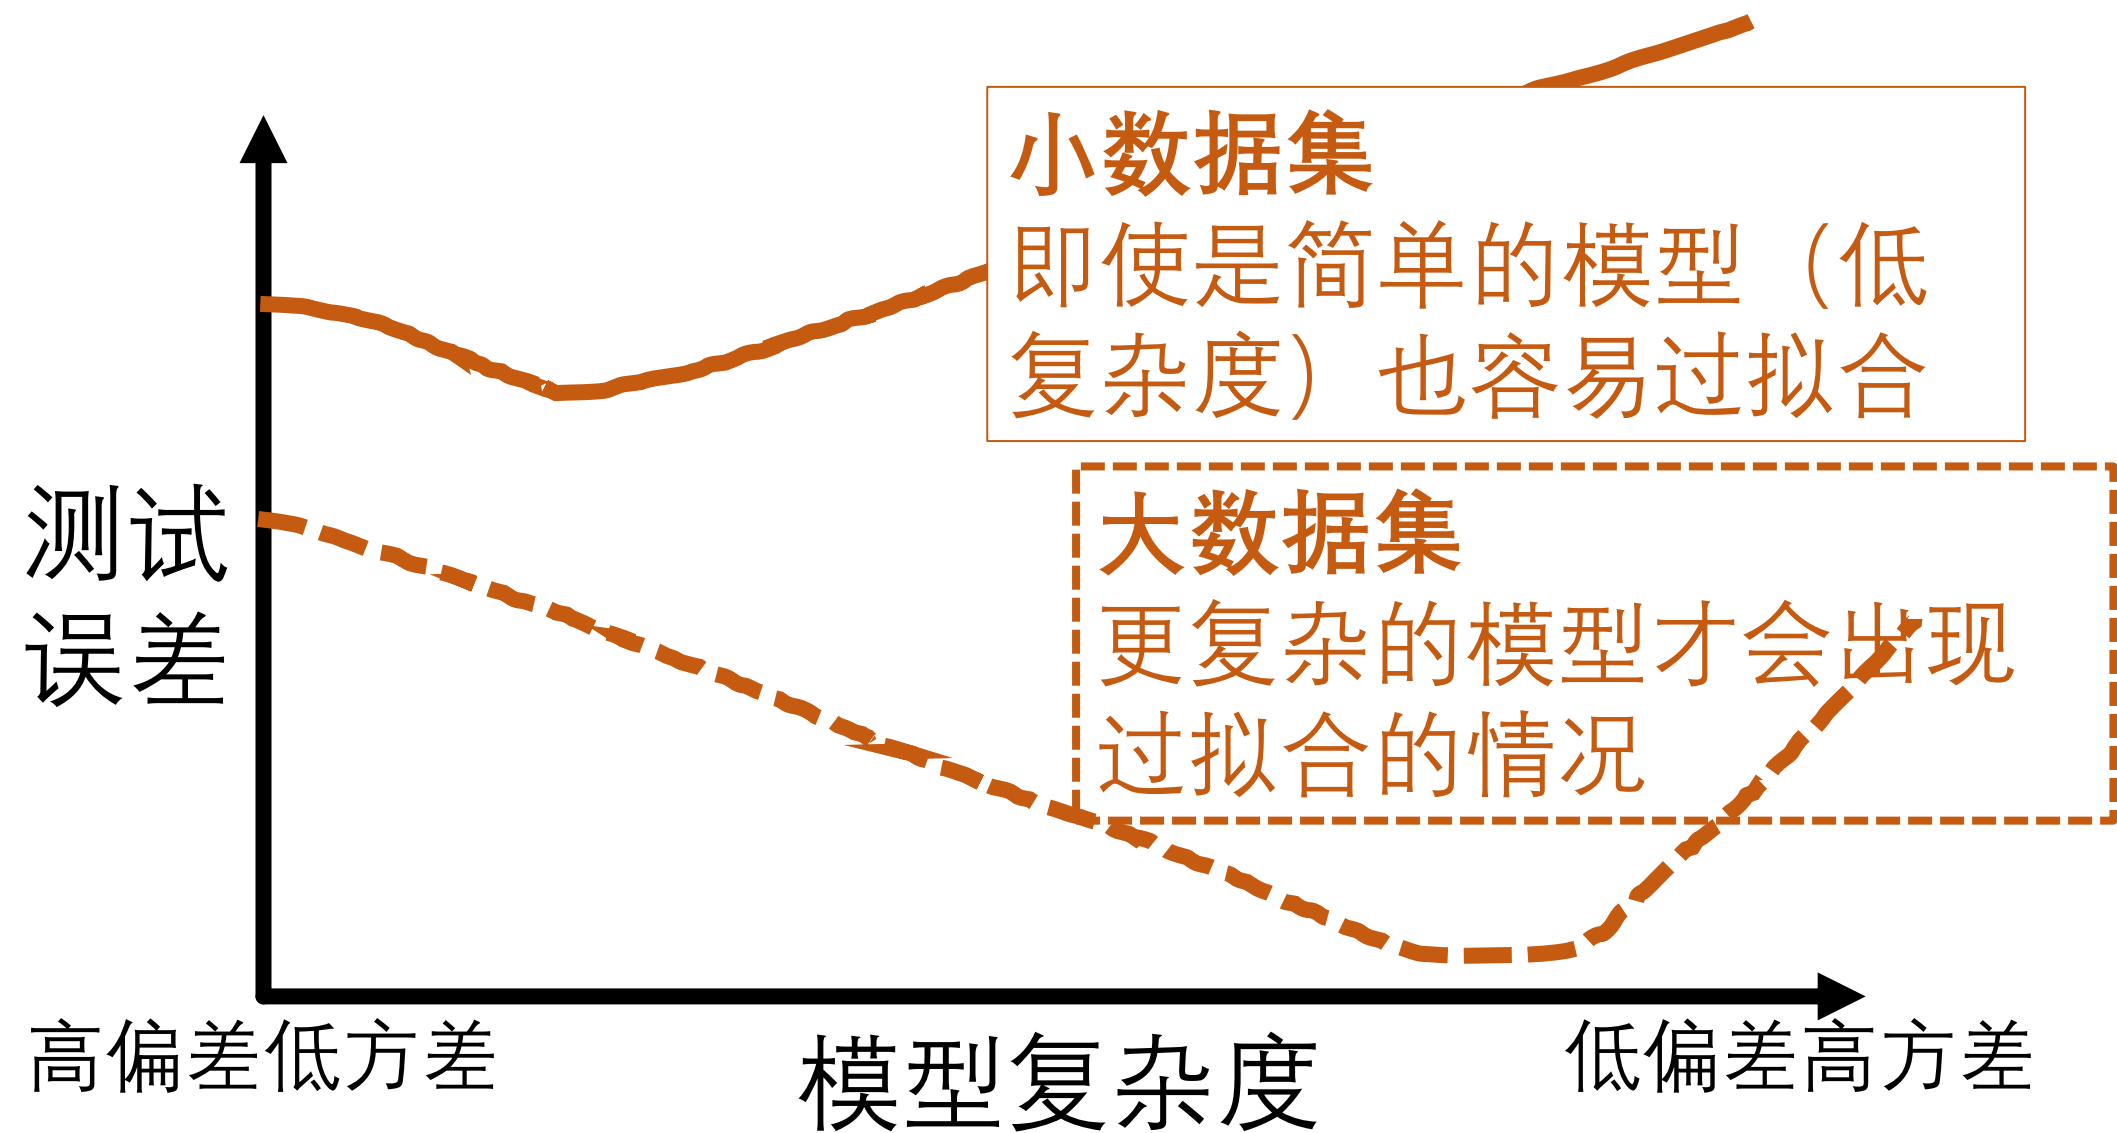 小数据集
即使是简单的模型（低
复杂度）也容易过拟合
大数据集
更复杂的模型才会出现
过拟合的情况
测试
误差
高偏差低方差
模型复杂度
低偏差高方差